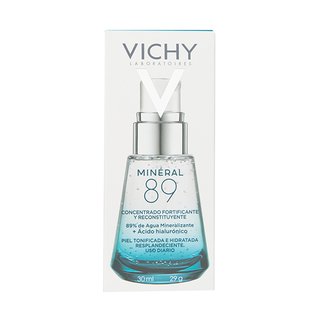 VICHY
LABORATOIRES
MINÉRAL
89
CONCENTRADO FORTIFICANTE
Y RECONSTITUYENTE
89% de Agua Mineralizante
+ Ácido hialurónico
PIEL TONIFICADA E HIDRATADA
RESPLANDECIENTE.
USO DIARIO
30 ml 29 g